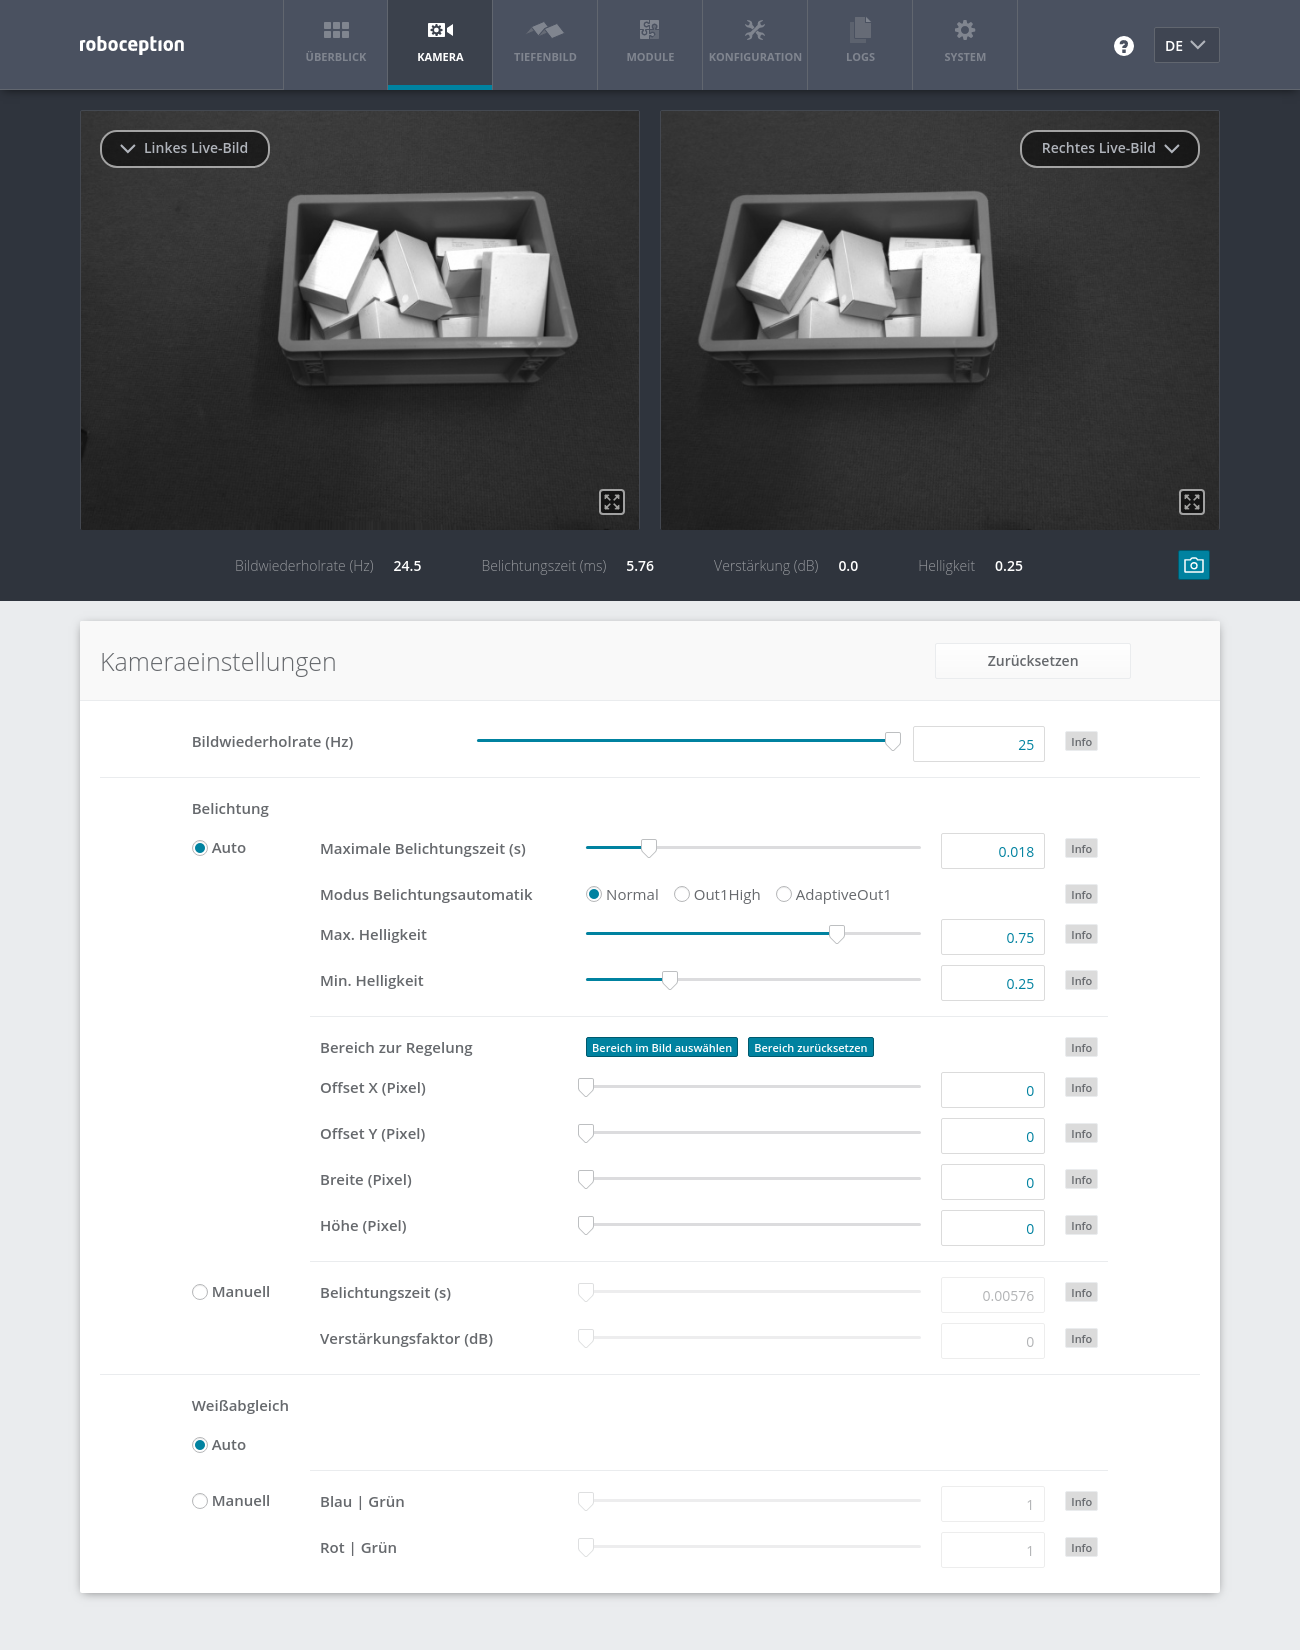 roboception
ÜBERBLICK
KAMERA
TIEFENBILD
MODULE
KONFIGURATION
LOGS
SYSTEM
DE
Linkes Live-Bild
Rechtes Live-Bild
Bildwiederholrate (Hz) 24.5 Belichtungszeit (ms) 5.76 Verstärkung (dB) 0.0 Helligkeit 0.25
Kameraeinstellungen
Zurücksetzen
Bildwiederholrate (Hz) 25 Info
Belichtung
Auto Maximale Belichtungszeit (s) 0.018 Info
Modus Belichtungsautomatik Normal Out1High AdaptiveOut1 Info
Max. Helligkeit 0.75 Info
Min. Helligkeit 0.25 Info
Bereich zur Regelung Bereich im Bild auswählen Bereich zurücksetzen Info
Offset X (Pixel) 0 Info
Offset Y (Pixel) 0 Info
Breite (Pixel) 0 Info
Höhe (Pixel) 0 Info
Manuell Belichtungszeit (s) 0.00576 Info
Verstärkungsfaktor (dB) 0 Info
Weißabgleich
Auto
Manuell Blau | Grün 1 Info
Rot | Grün 1 Info